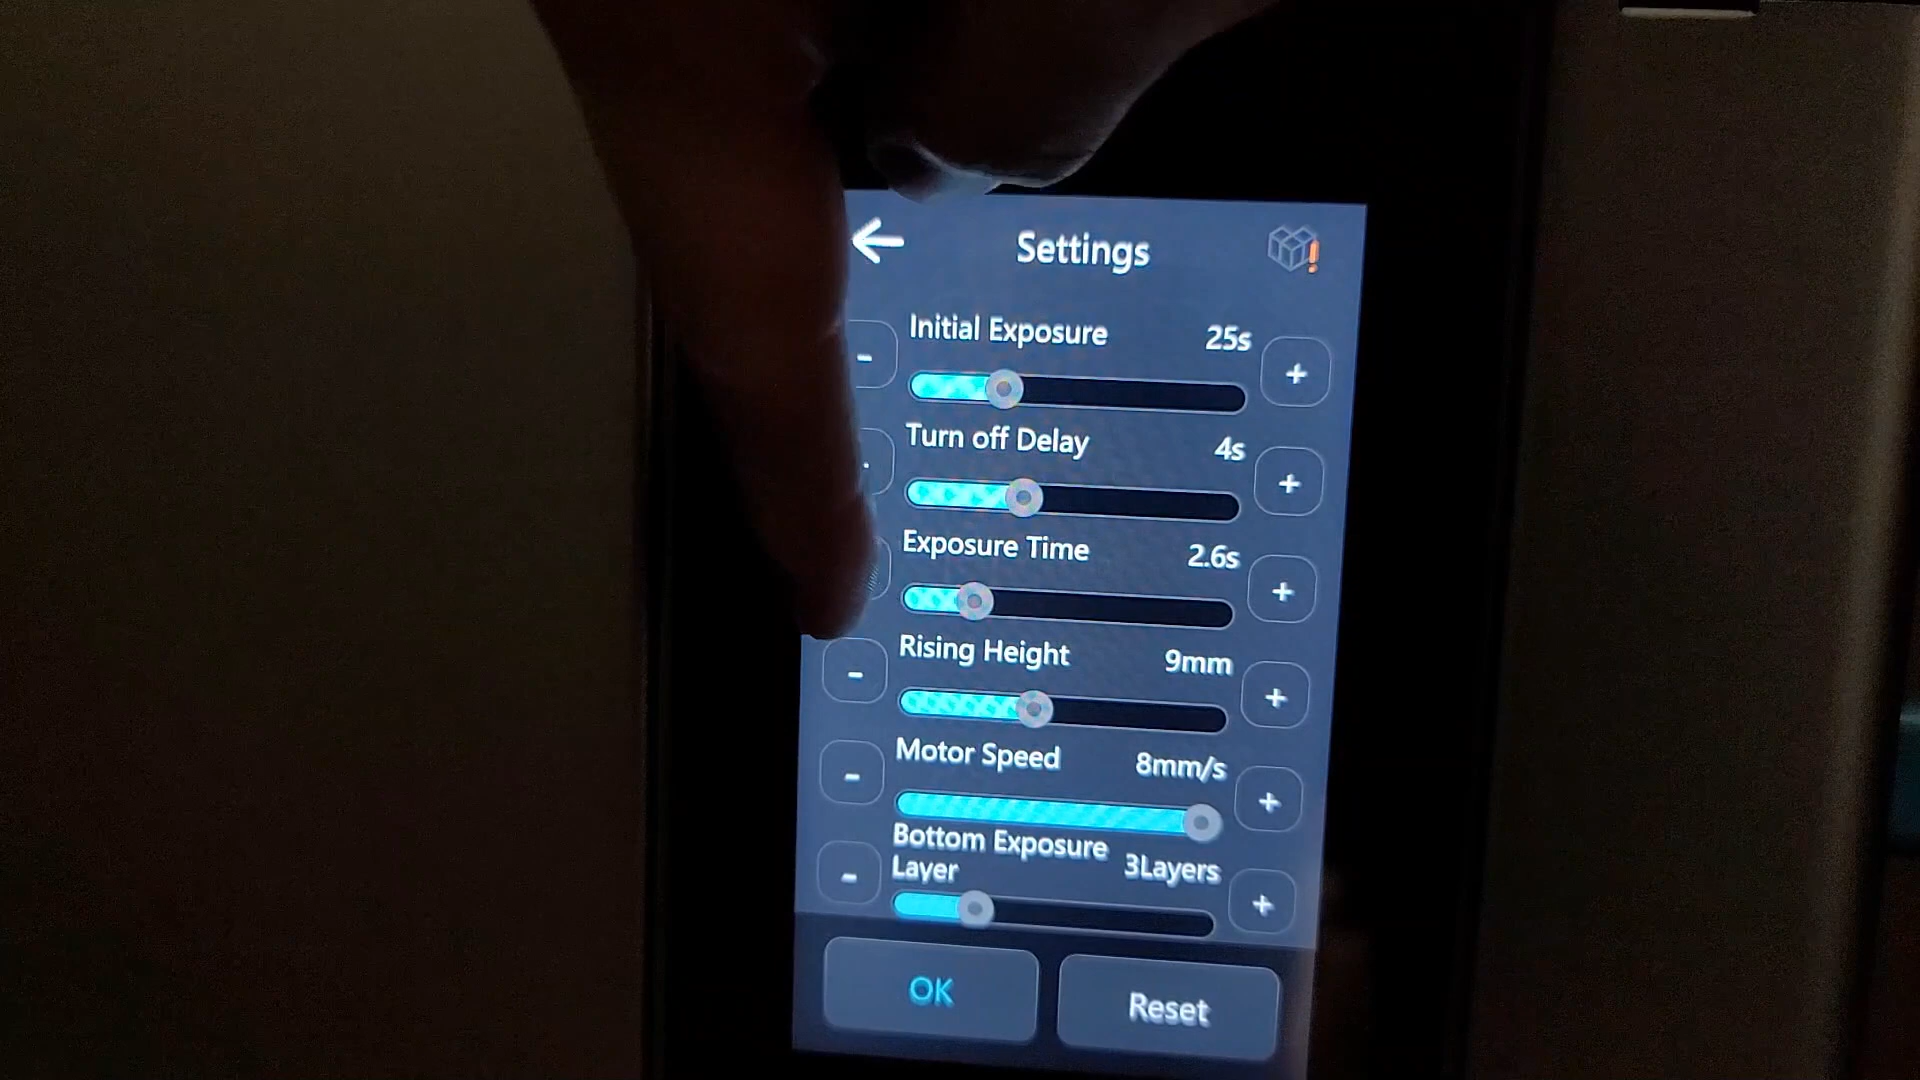 Settings
Initial Exposure 25s
- +
Turn off Delay 4s
+
Exposure Time 2.6s
+
Rising Height 9mm
- +
Motor Speed 8mm/s
- +
Bottom Exposure
Layer 3Layers
- +
OK Reset